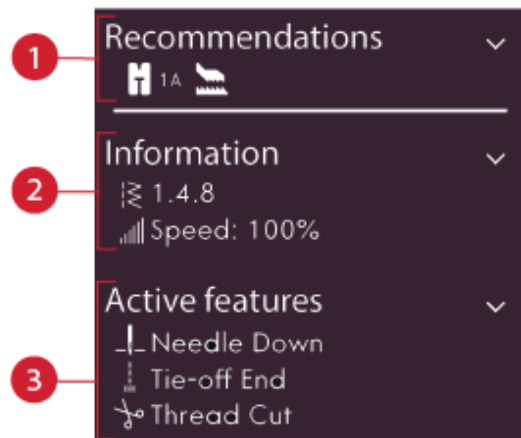 1
Recommendations
1A
2
Information
1.4.8
Speed: 100%
3
Active features
Needle Down
Tie-off End
Thread Cut